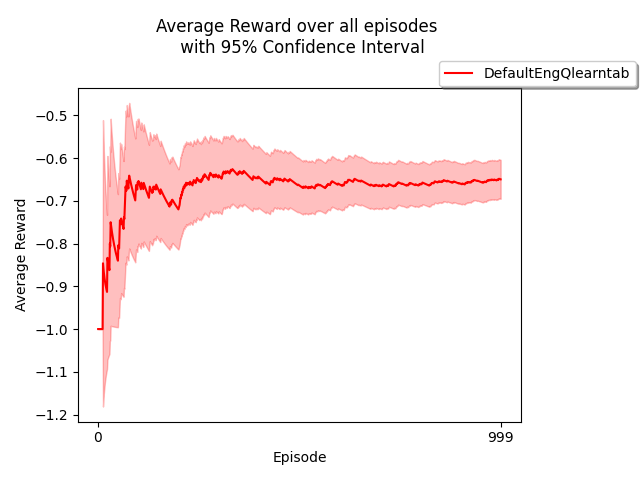 Average Reward over all episodes
with 95% Confidence Interval
DefaultEngQlearntab
−0.5
−0.6
−0.7
−0.8
−0.9
−1.0
−1.1
−1.2
Average Reward
0
999
Episode